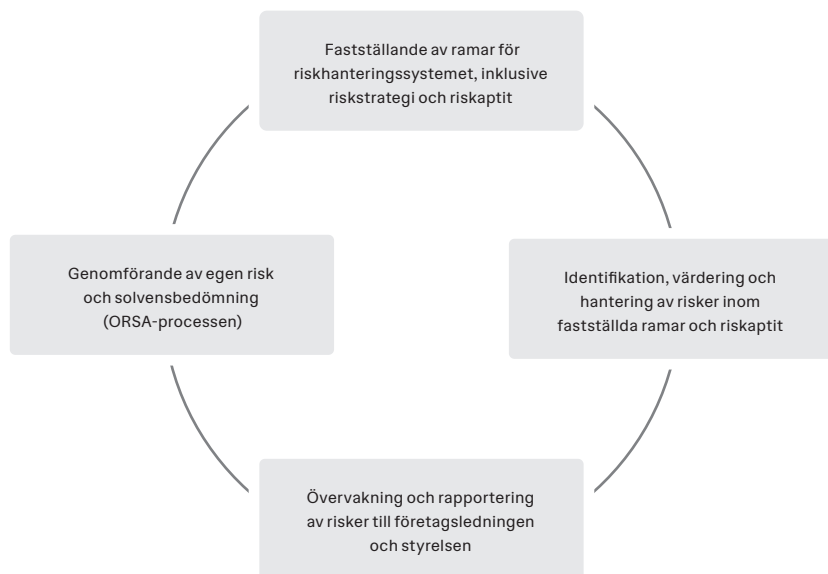 Fastställande av ramar för
riskhanteringssystemet, inklusive
riskstrategi och riskaptit
Genomförande av egen risk
och solvensbedömning
(ORSA-processen)
Identifikation, värdering och
hantering av risker inom
fastställda ramar och riskaptit
Övervakning och rapportering
av risker till företagsledningen
och styrelsen